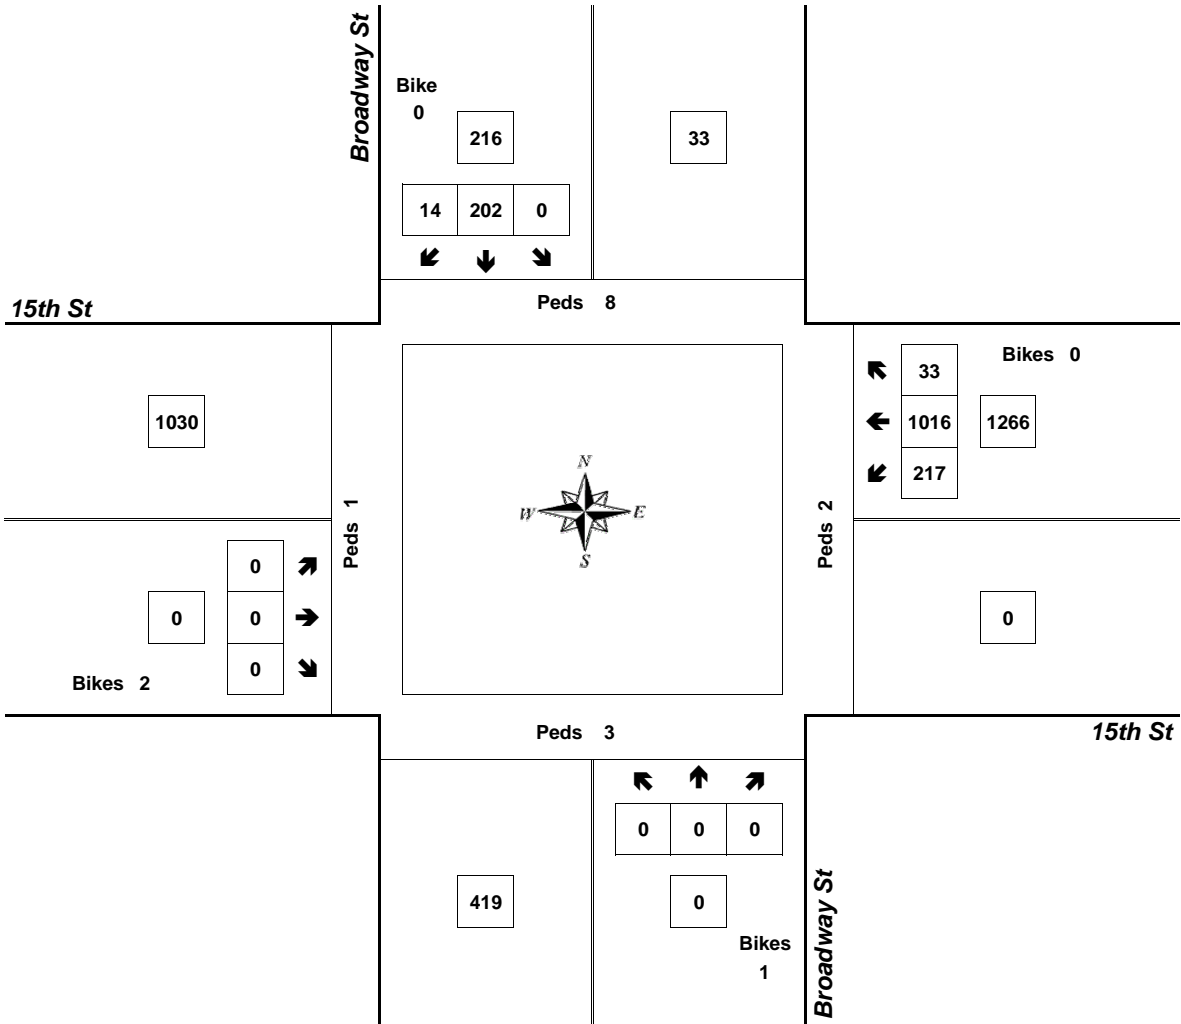 Broadway St
Bike
0
216
33
14 202 0
Peds 8
15th St
33
Bikes 0
1030
1016
1266
217
N
W E
S
Peds 1
Peds 2
0
0
0
0
0
Bikes 2
Peds 3
15th St
0 0 0
419
0
Bikes
1
Broadway St